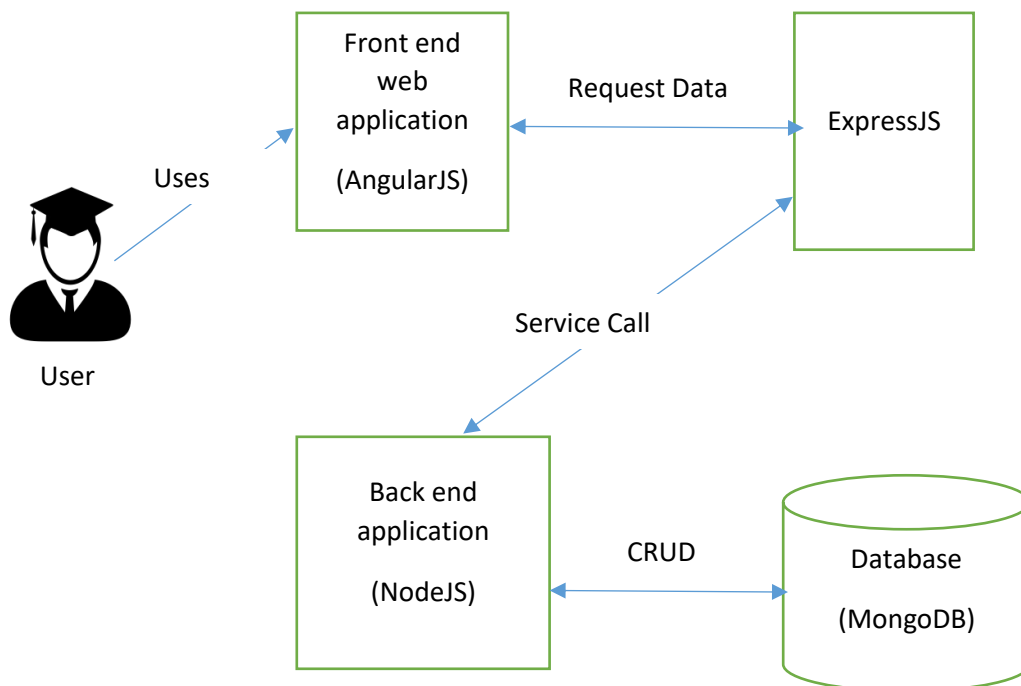 Front end
web
application
(AngularJS)
Request Data
ExpressJS
Uses
User
Service Call
Back end
application
(NodeJS)
CRUD
Database
(MongoDB)